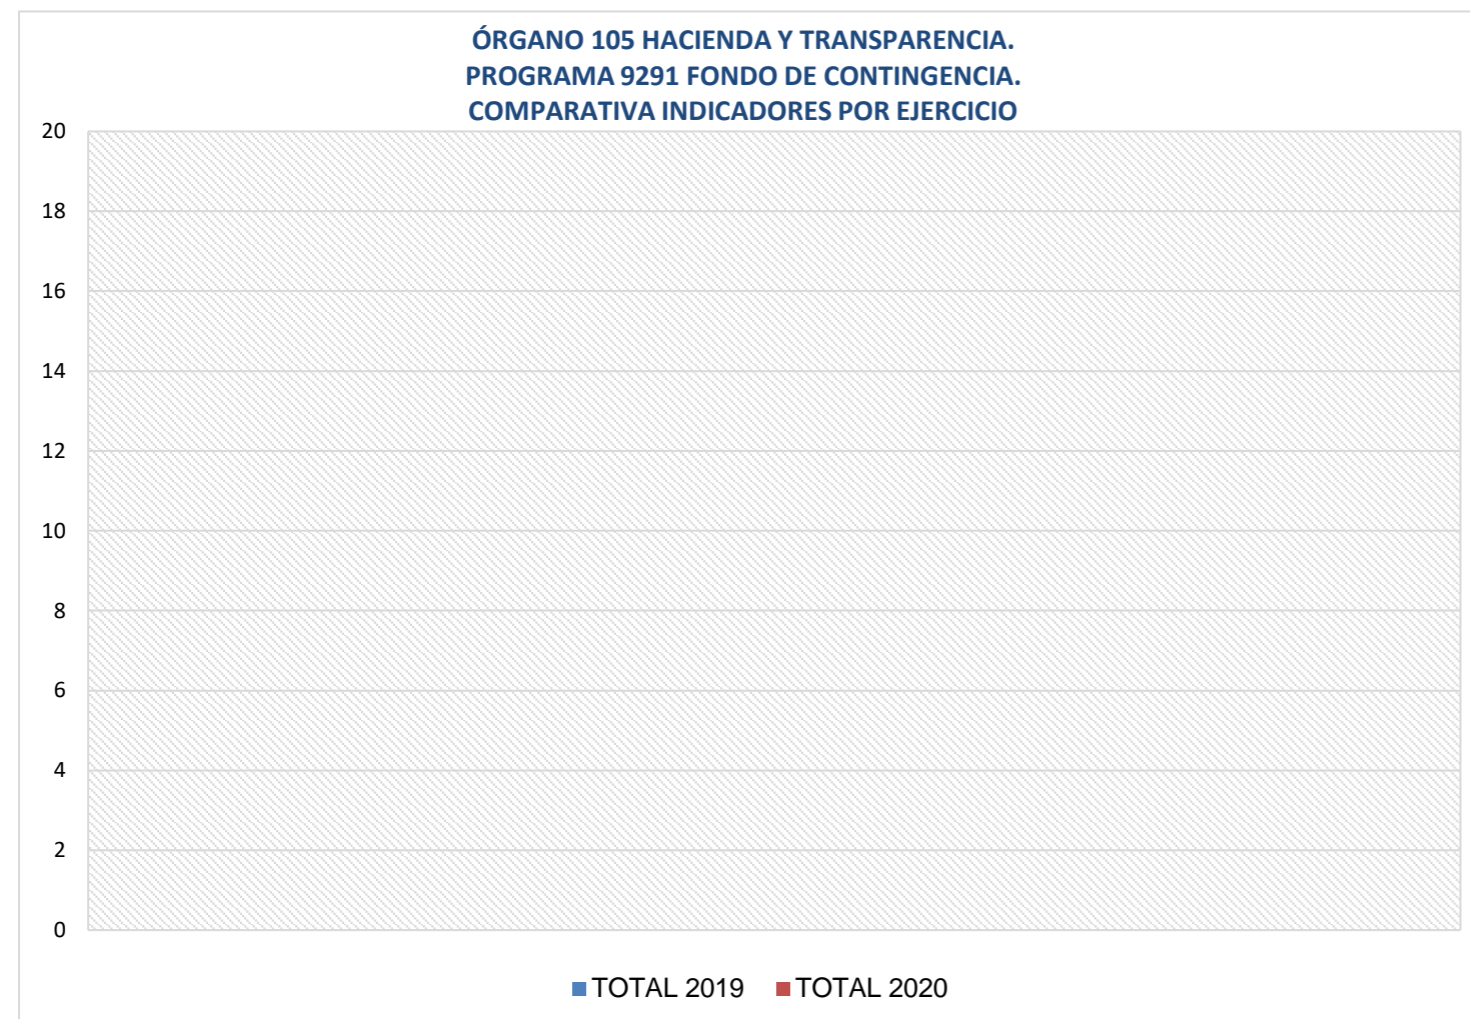 ÓRGANO 105 HACIENDA Y TRANSPARENCIA.
PROGRAMA 9291 FONDO DE CONTINGENCIA.
COMPARATIVA INDICADORES POR EJERCICIO
20
18
16
14
12
10
8
6
4
2
0
TOTAL 2019 TOTAL 2020